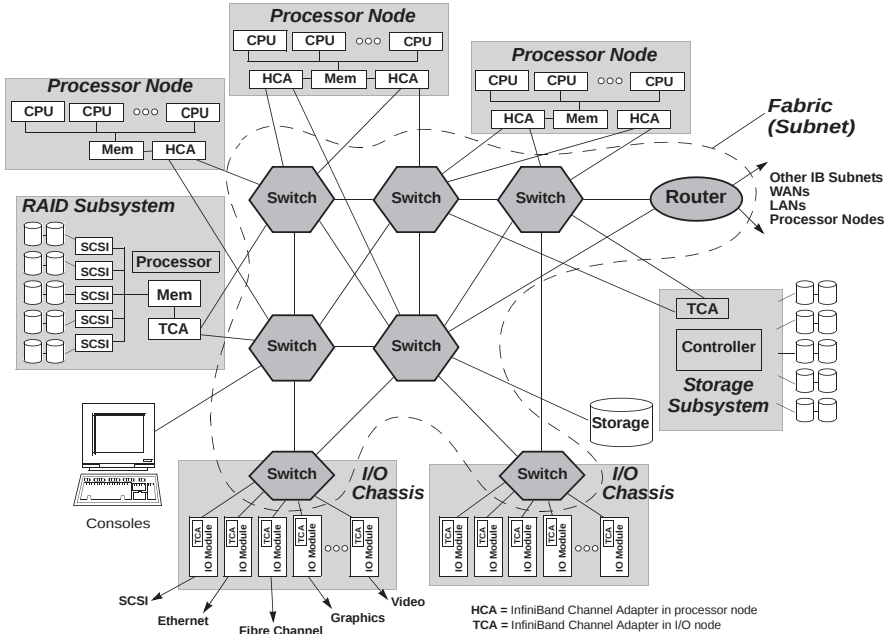 Processor Node
CPU CPU ooo CPU
HCA Mem HCA
Processor Node
CPU CPU ooo CPU
HCA Mem HCA
Processor Node
CPU CPU ooo CPU
Mem HCA
Fabric
(Subnet)
Switch Switch Switch Router
Other IB Subnets
WANs
LANs
Processor Nodes
RAID Subsystem
SCSI
SCSI
SCSI
SCSI
SCSI
Processor
Mem
TCA
Switch Switch
TCA
Controller
Storage
Subsystem
Storage
Consoles
Switch
I/O
Chassis
TCA IO Module
TCA IO Module
TCA IO Module
TCA IO Module
ooo
TCA IO Module
Switch
I/O
Chassis
TCA IO Module
TCA IO Module
TCA IO Module
TCA IO Module
ooo
TCA IO Module
SCSI
Ethernet
Fibre Channel
Graphics
Video
HCA = InfiniBand Channel Adapter in processor node
TCA = InfiniBand Channel Adapter in I/O node